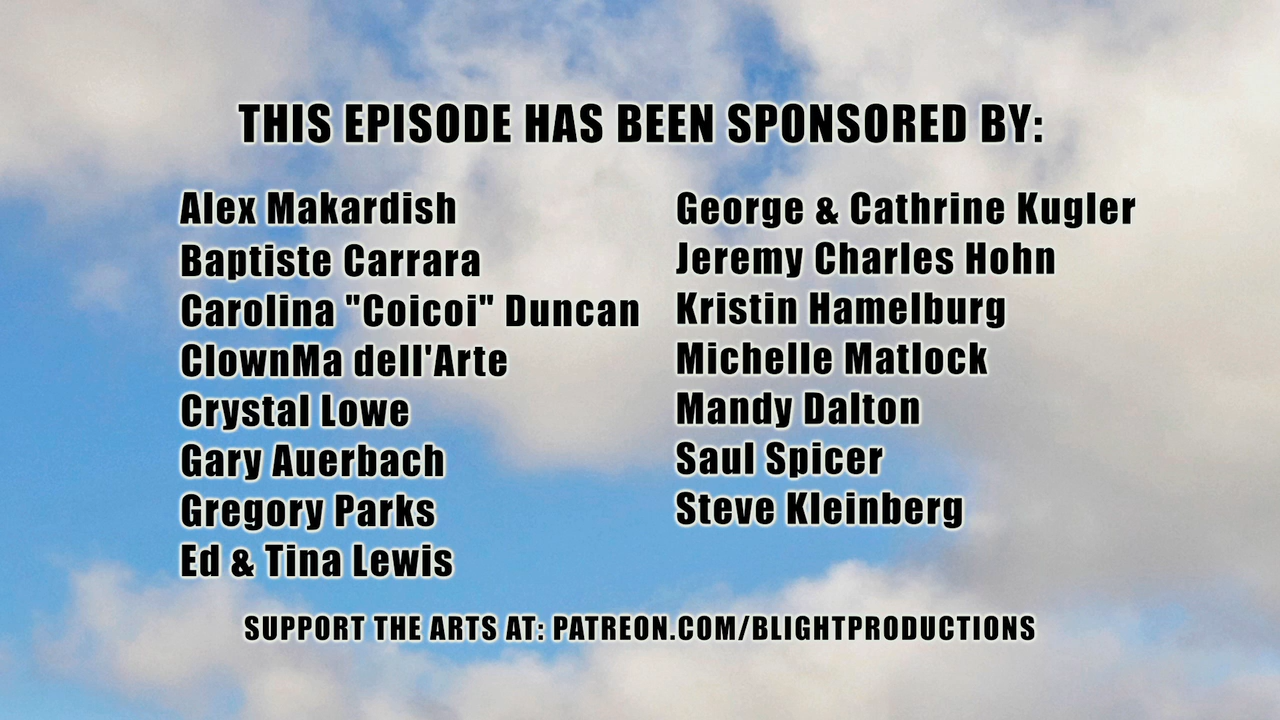 THIS EPISODE HAS BEEN SPONSORED BY:
Alex Makardish
Baptiste Carrara
Carolina "Coicoi" Duncan
ClownMa dell'Arte
Crystal Lowe
Gary Auerbach
Gregory Parks
Ed & Tina Lewis
George & Cathrine Kugler
Jeremy Charles Hohn
Kristin Hamelburg
Michelle Matlock
Mandy Dalton
Saul Spicer
Steve Kleinberg
SUPPORT THE ARTS AT: PATREON.COM/BLIGHTPRODUCTIONS